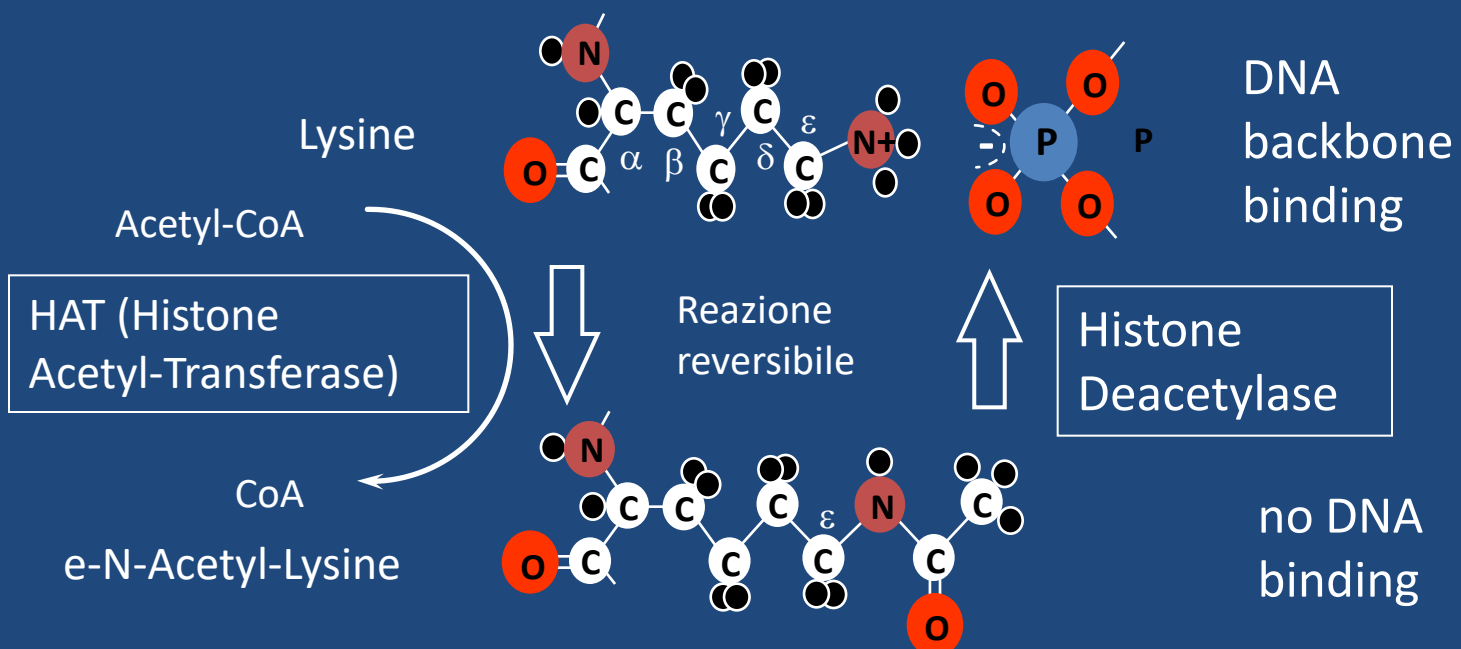 N
C C C ε
γ
Lysine
O C α β C δ C N+
O O
- P P
O O
DNA
backbone
binding
Acetyl-CoA
HAT (Histone
Acetyl-Transferase)
Reazione
reversibile
Histone
Deacetylase
CoA
e-N-Acetyl-Lysine
N
C C C N C
ε
O C C C C
O
no DNA
binding